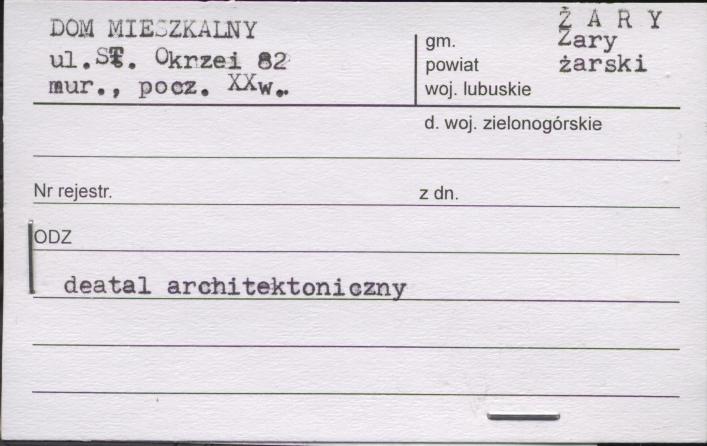 DOM MIESZKALNY
ul.St. Okrzei 82
mur., pocz. XXw.
Ż A R Y
gm. Żary
powiat żarski
woj. lubuskie
d. woj. zielonogórskie
Nr rejestr. z dn.
ODZ
deatal architektoniczny